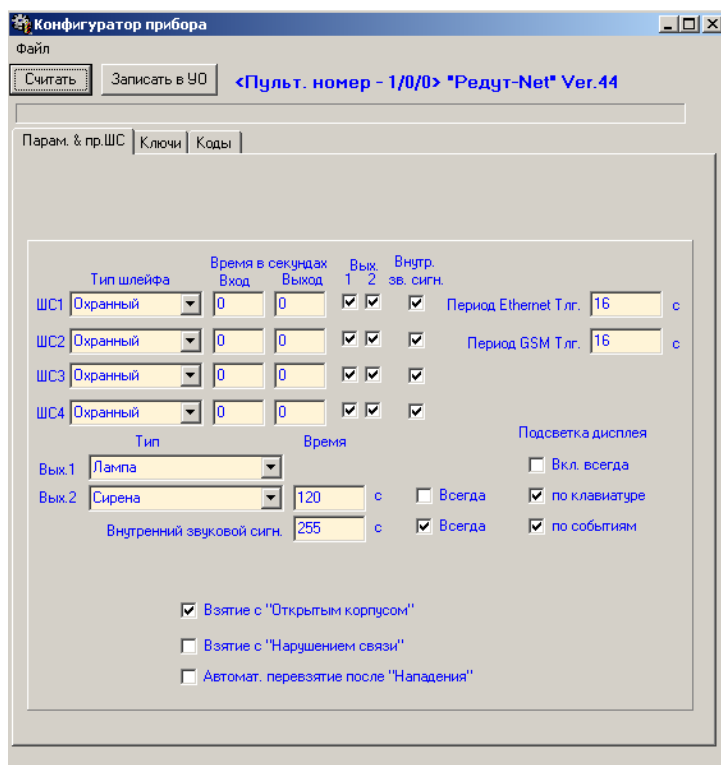 Конфигуратор прибора
Файл
Считать Записать в УО <Пульт. номер - 1/0/0> "Редут-Net" Ver.44
Парам. & пр.ШС Ключи Коды
Время в секундах Вых. Внутр.
Тип шлейфа Вход Выход 1 2 зв. сигн.
ШС1 Охранный 0 0 Период Ethernet Тлг. 16 с
ШС2 Охранный 0 0 Период GSM Тлг. 16 с
ШС3 Охранный 0 0
ШС4 Охранный 0 0
Тип Время Подсветка дисплея
Вых.1 Лампа Вкл. всегда
Вых.2 Сирена 120 с Всегда по клавиатуре
Внутренний звуковой сигн. 255 с Всегда по событиям
Взятие с "Открытым корпусом"
Взятие с "Нарушением связи"
Автомат. перевзятие после "Нападения"